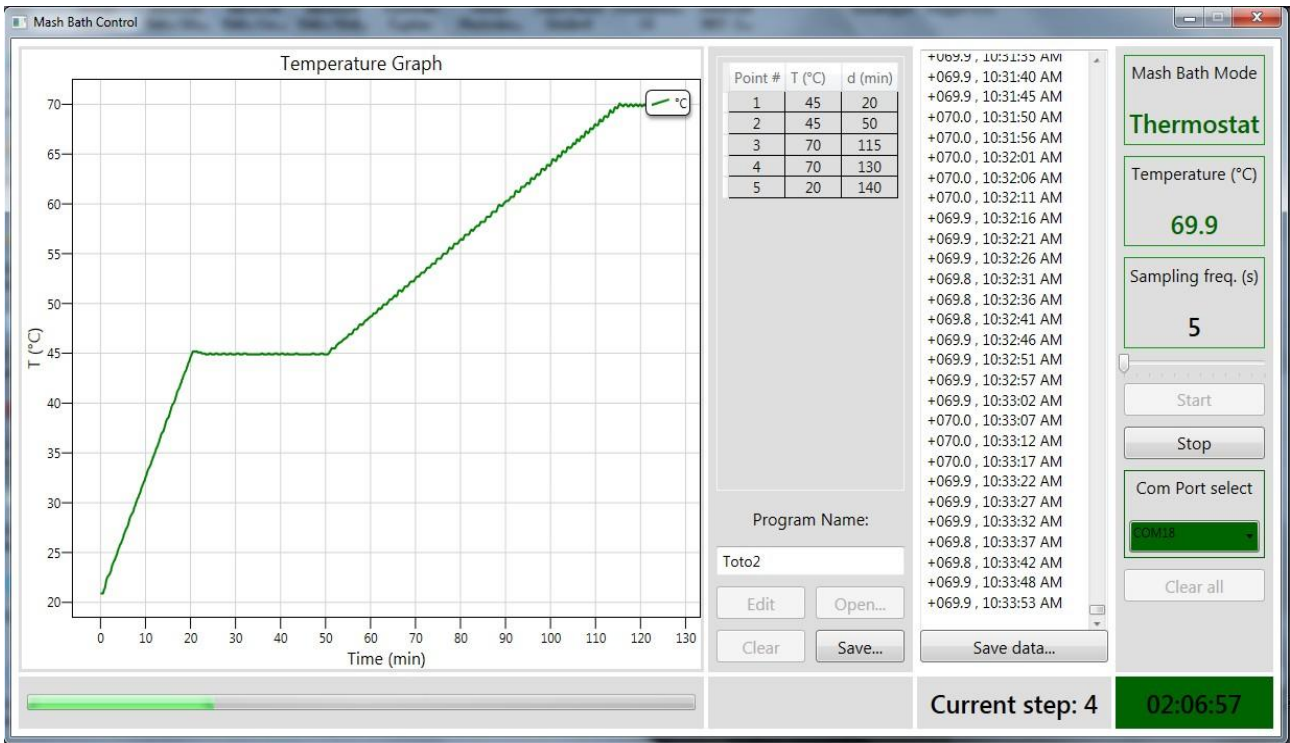 Mash Bath Control
Temperature Graph
°C
70
65
60
55
50
45
40
35
30
25
20
T (°C)
0 10 20 30 40 50 60 70 80 90 100 110 120 130
Time (min)
Point # T (°C) d (min)
1 45 20
2 45 50
3 70 115
4 70 130
5 20 140
Program Name:
Toto2
Edit Open...
Clear Save...
+069.9 , 10:31:35 AM
+069.9 , 10:31:40 AM
+069.9 , 10:31:45 AM
+070.0 , 10:31:50 AM
+070.0 , 10:31:56 AM
+070.0 , 10:32:01 AM
+070.0 , 10:32:06 AM
+070.0 , 10:32:11 AM
+069.9 , 10:32:16 AM
+069.9 , 10:32:21 AM
+069.9 , 10:32:26 AM
+069.8 , 10:32:31 AM
+069.8 , 10:32:36 AM
+069.8 , 10:32:41 AM
+069.9 , 10:32:46 AM
+069.9 , 10:32:51 AM
+069.9 , 10:32:57 AM
+069.9 , 10:33:02 AM
+070.0 , 10:33:07 AM
+070.0 , 10:33:12 AM
+070.0 , 10:33:17 AM
+069.9 , 10:33:22 AM
+069.9 , 10:33:27 AM
+069.9 , 10:33:32 AM
+069.8 , 10:33:37 AM
+069.8 , 10:33:42 AM
+069.9 , 10:33:48 AM
+069.9 , 10:33:53 AM
Save data...
Mash Bath Mode
Thermostat
Temperature (°C)
69.9
Sampling freq. (s)
5
Start
Stop
Com Port select
COM18
Clear all
Current step: 4
02:06:57